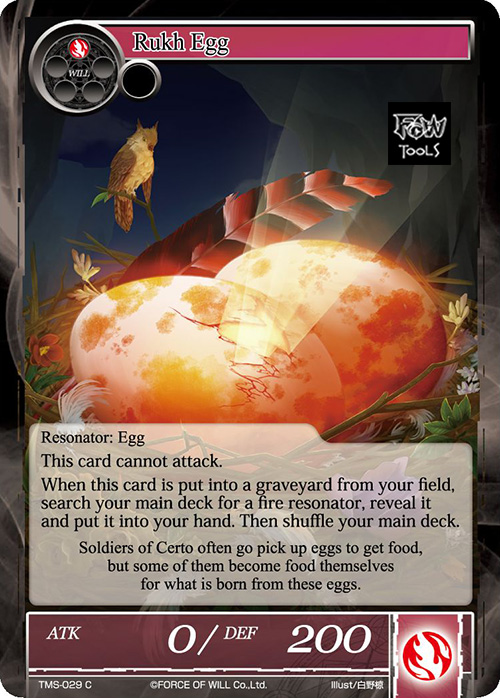 Rukh Egg
WILL
FoW
TOOLS
Resonator: Egg
This card cannot attack.
When this card is put into a graveyard from your field,
search your main deck for a fire resonator, reveal it
and put it into your hand. Then shuffle your main deck.
Soldiers of Certo often go pick up eggs to get food,
but some of them become food themselves
for what is born from these eggs.
ATK 0 / DEF 200
TMS-029 C ©FORCE OF WILL Co.,Ltd. Illust/白野椋